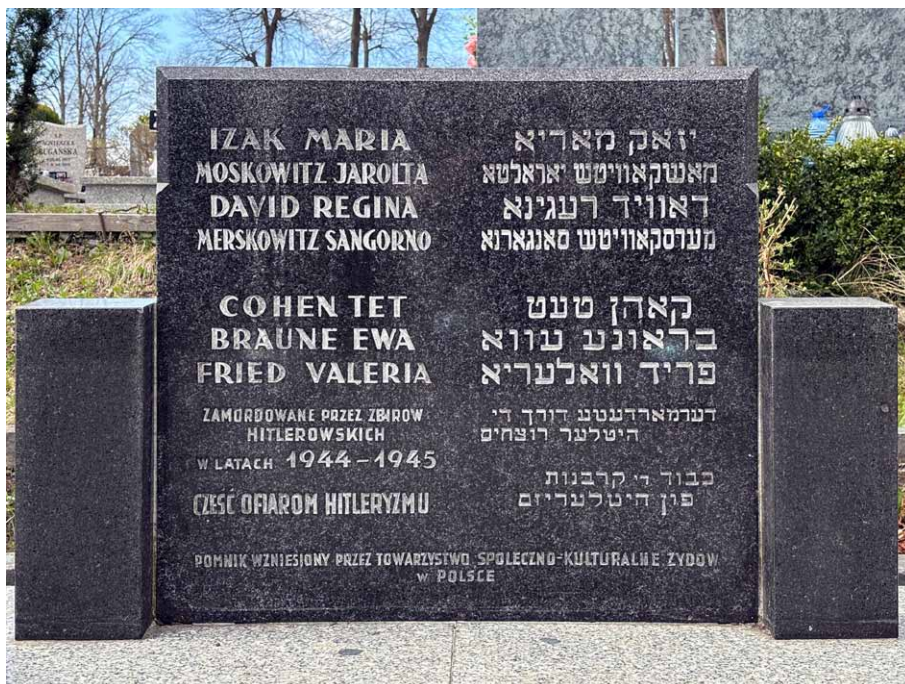 IZAK MARIA
MOSKOWITZ JAROLTA
DAVID REGINA
MERSKOWITZ SANGORNO
COHEN TET
BRAUNE EWA
FRIED VALERIA
ZAMORDOWANE PRZEZ ZBIRÓW
HITLEROWSKICH
W LATACH 1944-1945
CZEŚĆ OFIAROM HITLERYZMU
יזאק מאריא
מאשקאוויטש יאראלטא
דאוויד רעגינא
מערסקאוויטש סאנגארנא
קאהן טעט
בראונע עווא
פריד וואלעריא
דערמארדעטע דורך די
היטלער רוצחים
כבוד די קרבנות
פין היטלעריזם
POMNIK WZNIESIONY PRZEZ TOWARZYSTWO SPOŁECZNO-KULTURALNE ŻYDÓW
W POLSCE